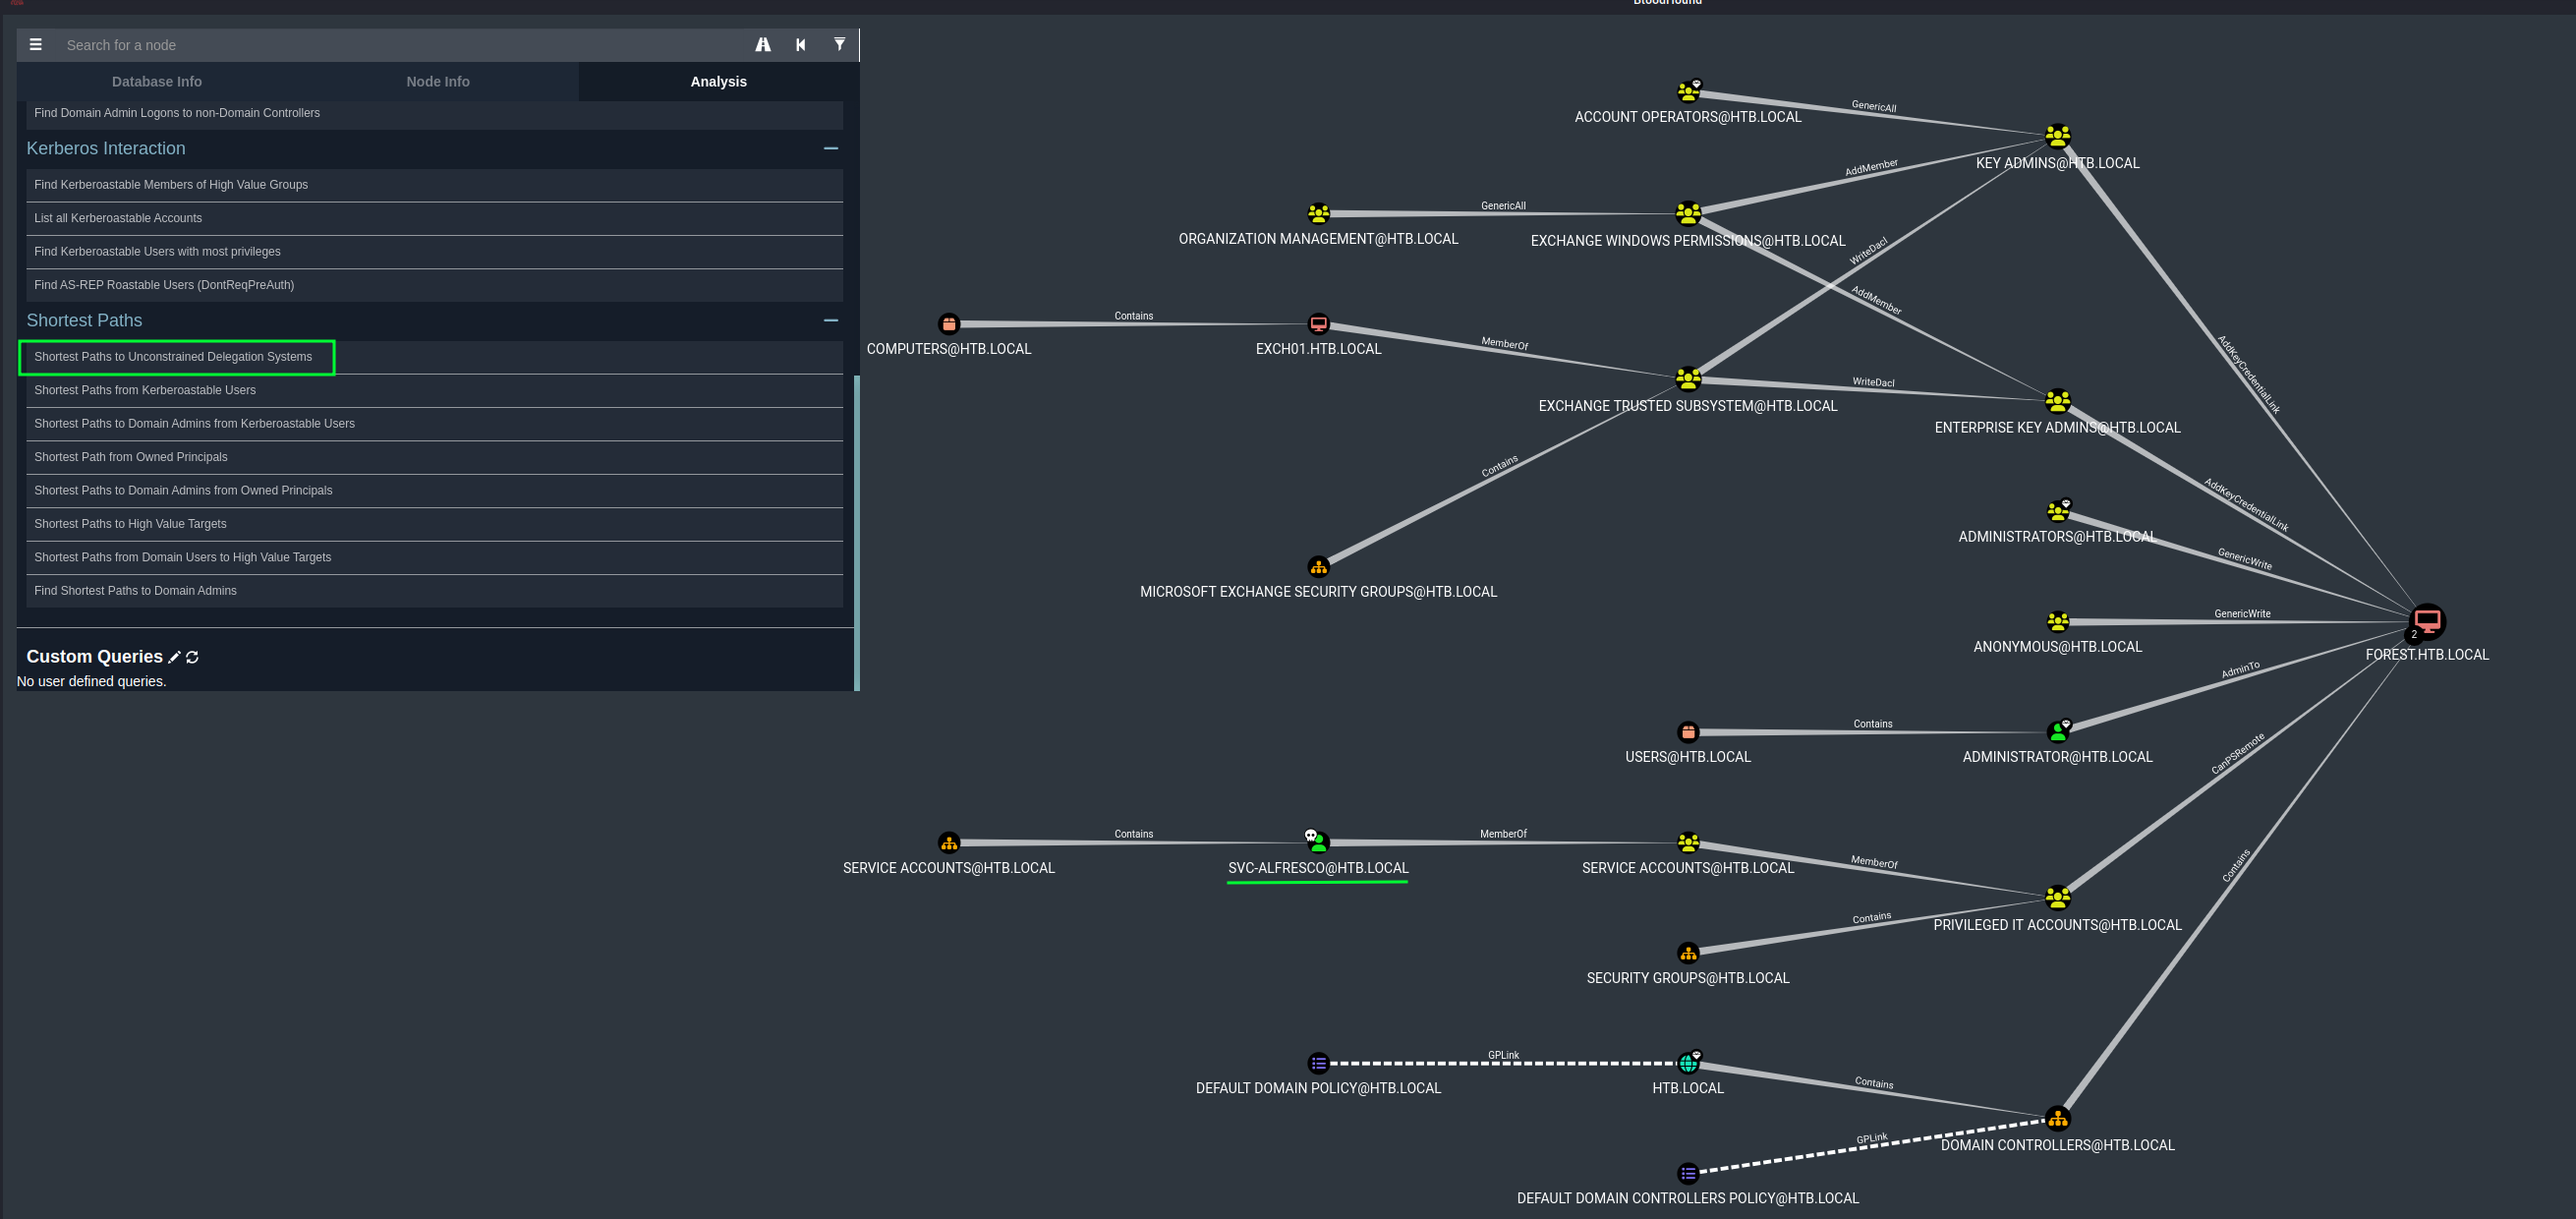 BloodHound
Search for a node
Database Info
Node Info
Analysis
Find Domain Admin Logons to non-Domain Controllers
Kerberos Interaction
Find Kerberoastable Members of High Value Groups
List all Kerberoastable Accounts
Find Kerberoastable Users with most privileges
Find AS-REP Roastable Users (DontReqPreAuth)
Shortest Paths
Shortest Paths to Unconstrained Delegation Systems
Shortest Paths from Kerberoastable Users
Shortest Paths to Domain Admins from Kerberoastable Users
Shortest Path from Owned Principals
Shortest Paths to Domain Admins from Owned Principals
Shortest Paths to High Value Targets
Shortest Paths from Domain Users to High Value Targets
Find Shortest Paths to Domain Admins
Custom Queries
No user defined queries.
GenericAll
ACCOUNT OPERATORS@HTB.LOCAL
KEY ADMINS@HTB.LOCAL
AddMember
GenericAll
ORGANIZATION MANAGEMENT@HTB.LOCAL
EXCHANGE WINDOWS PERMISSIONS@HTB.LOCAL
WriteDacl
AddMember
Contains
COMPUTERS@HTB.LOCAL
EXCH01.HTB.LOCAL
MemberOf
AddKeyCredentialLink
WriteDacl
EXCHANGE TRUSTED SUBSYSTEM@HTB.LOCAL
ENTERPRISE KEY ADMINS@HTB.LOCAL
Contains
AddKeyCredentialLink
ADMINISTRATORS@HTB.LOCAL
GenericWrite
MICROSOFT EXCHANGE SECURITY GROUPS@HTB.LOCAL
GenericWrite
2
ANONYMOUS@HTB.LOCAL
FOREST.HTB.LOCAL
AdminTo
Contains
USERS@HTB.LOCAL
ADMINISTRATOR@HTB.LOCAL
CanPSRemote
Contains
MemberOf
SERVICE ACCOUNTS@HTB.LOCAL
SVC-ALFRESCO@HTB.LOCAL
SERVICE ACCOUNTS@HTB.LOCAL
MemberOf
Contains
Contains
PRIVILEGED IT ACCOUNTS@HTB.LOCAL
SECURITY GROUPS@HTB.LOCAL
GPLink
DEFAULT DOMAIN POLICY@HTB.LOCAL
HTB.LOCAL
Contains
GPLink
DOMAIN CONTROLLERS@HTB.LOCAL
DEFAULT DOMAIN CONTROLLERS POLICY@HTB.LOCAL